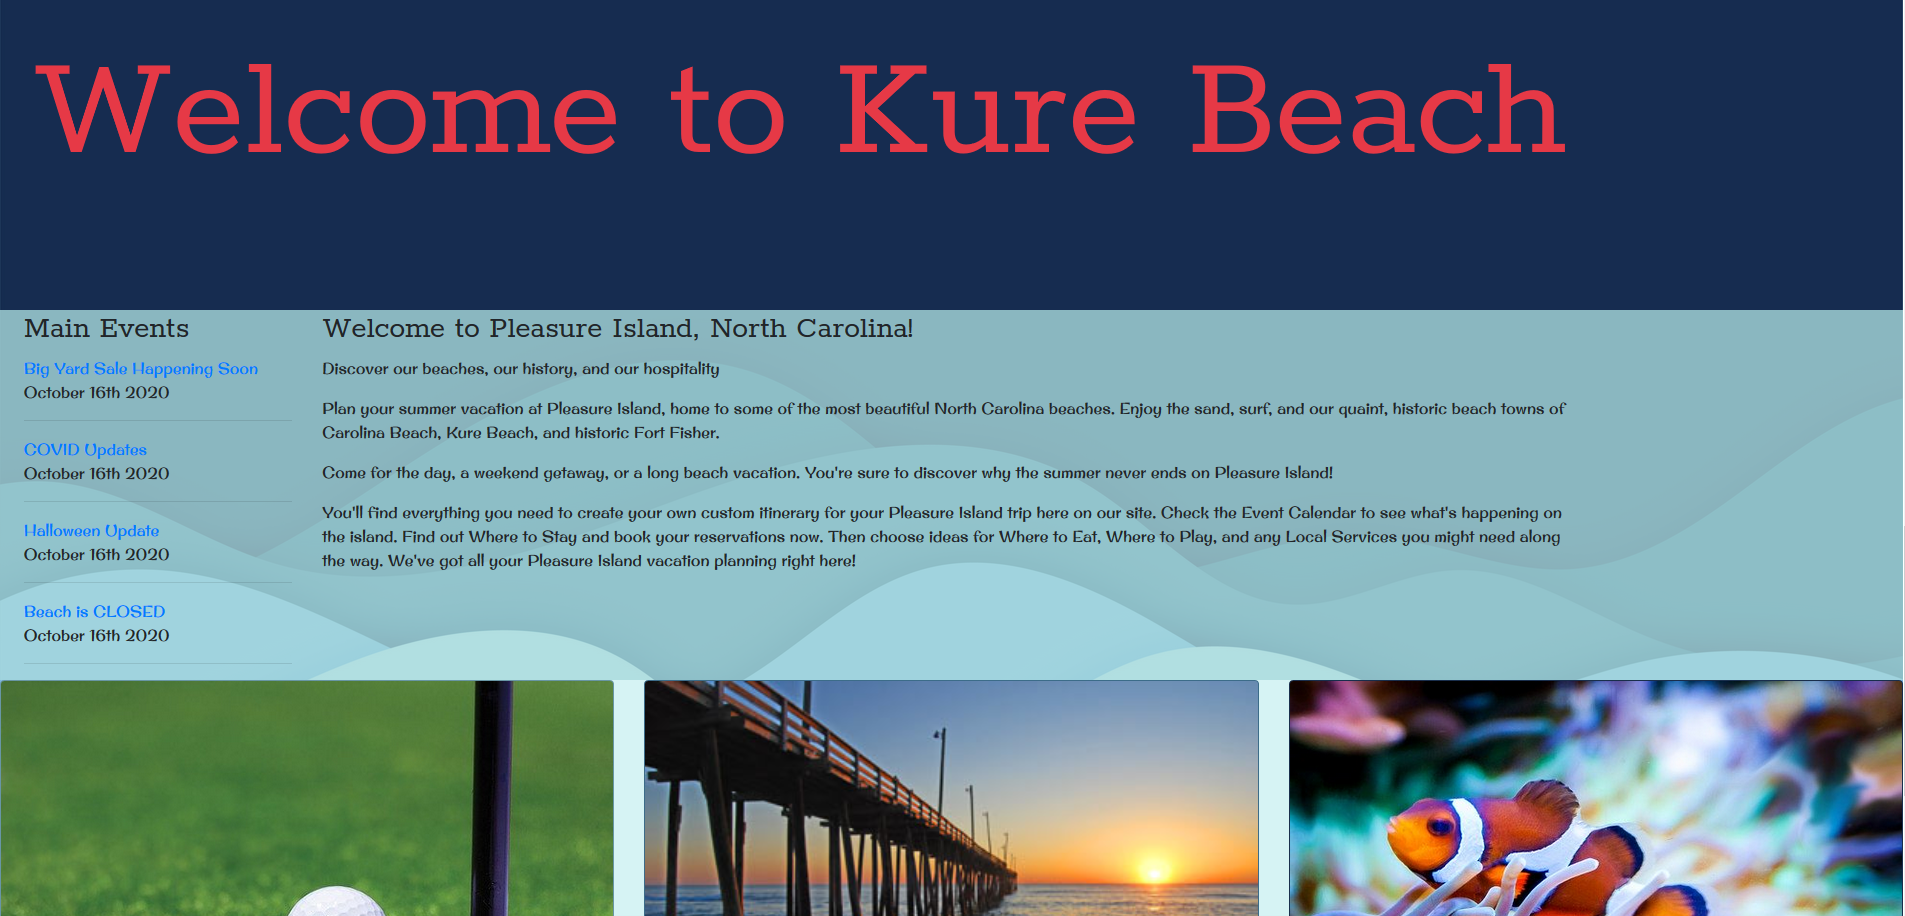 Welcome to Kure Beach
Main Events
Big Yard Sale Happening Soon
October 16th 2020
COVID Updates
October 16th 2020
Halloween Update
October 16th 2020
Beach is CLOSED
October 16th 2020
Welcome to Pleasure Island, North Carolina!
Discover our beaches, our history, and our hospitality
Plan your summer vacation at Pleasure Island, home to some of the most beautiful North Carolina beaches. Enjoy the sand, surf, and our quaint, historic beach towns of
Carolina Beach, Kure Beach, and historic Fort Fisher.
Come for the day, a weekend getaway, or a long beach vacation. You're sure to discover why the summer never ends on Pleasure Island!
You'll find everything you need to create your own custom itinerary for your Pleasure Island trip here on our site. Check the Event Calendar to see what's happening on
the island. Find out Where to Stay and book your reservations now. Then choose ideas for Where to Eat, Where to Play, and any Local Services you might need along
the way. We've got all your Pleasure Island vacation planning right here!